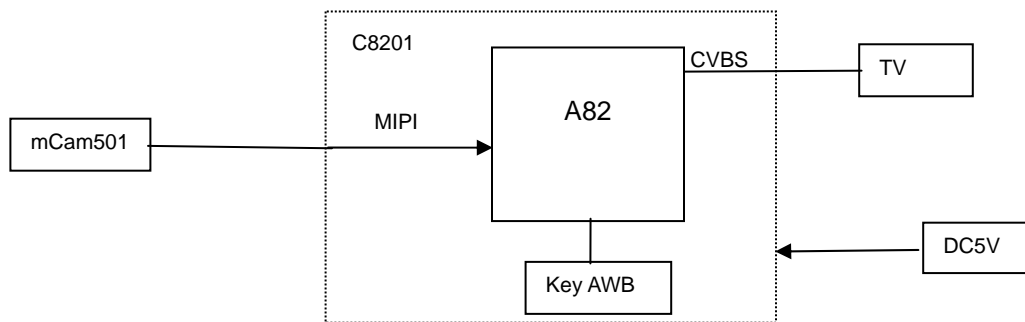 C8201
CVBS
TV
A82
MIPI
mCam501
DC5V
Key AWB